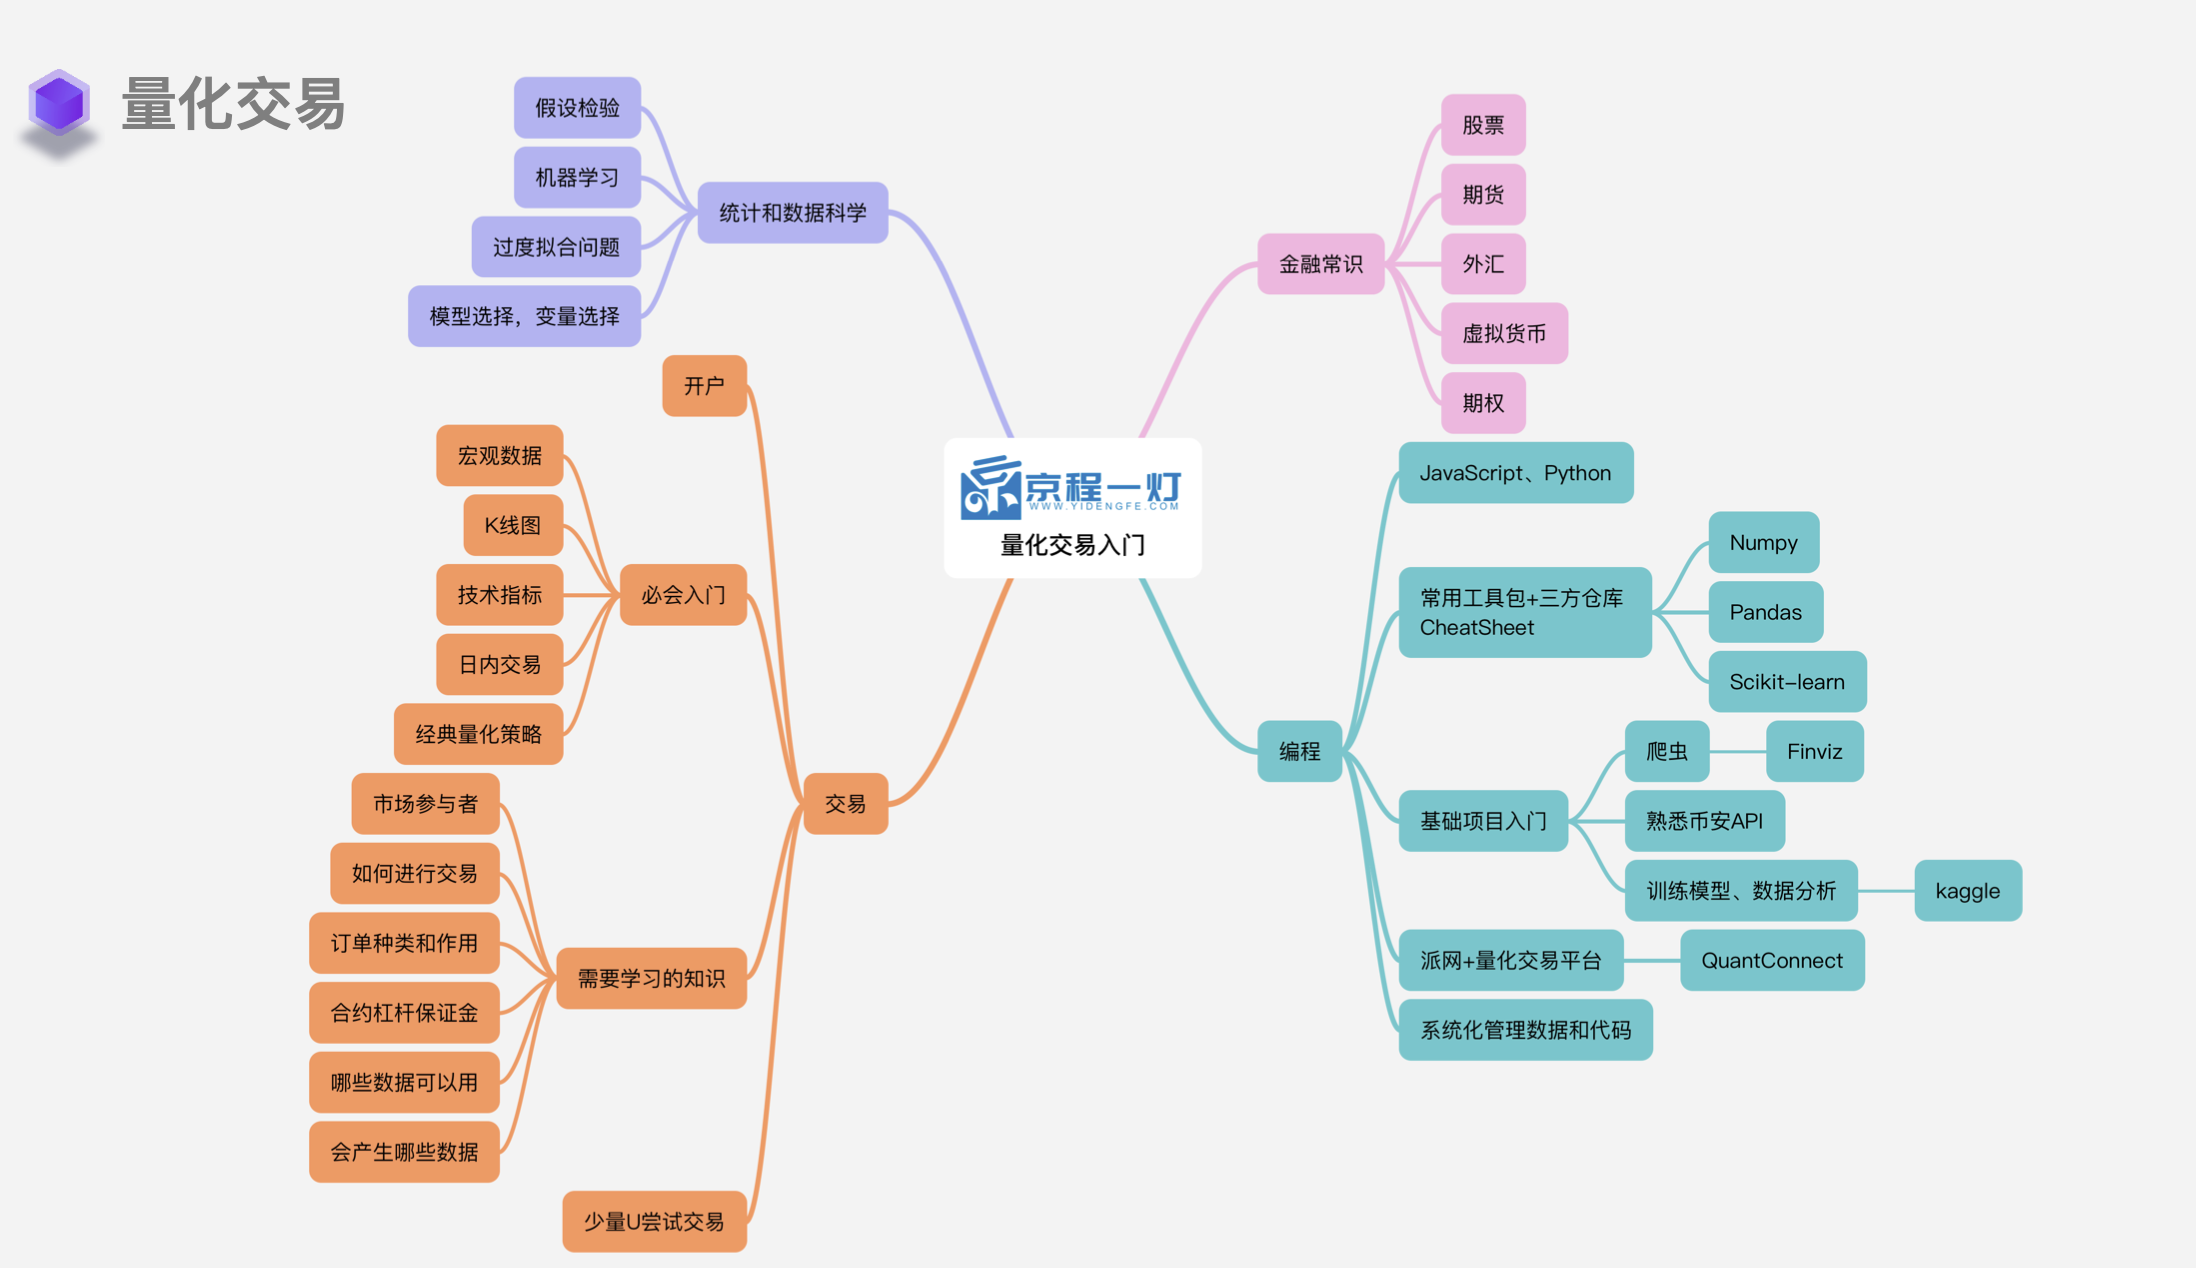 量化交易
假设检验
机器学习
过度拟合问题
模型选择，变量选择
统计和数据科学
开户
宏观数据
K线图
技术指标
日内交易
经典量化策略
必会入门
市场参与者
如何进行交易
订单种类和作用
合约杠杆保证金
哪些数据可以用
会产生哪些数据
需要学习的知识
少量U尝试交易
交易
京程一灯
WWW.YIDENGFE.COM
量化交易入门
金融常识
股票
期货
外汇
虚拟货币
期权
编程
JavaScript、Python
常用工具包+三方仓库
CheatSheet
Numpy
Pandas
Scikit-learn
基础项目入门
爬虫
Finviz
熟悉币安API
训练模型、数据分析
kaggle
派网+量化交易平台
QuantConnect
系统化管理数据和代码